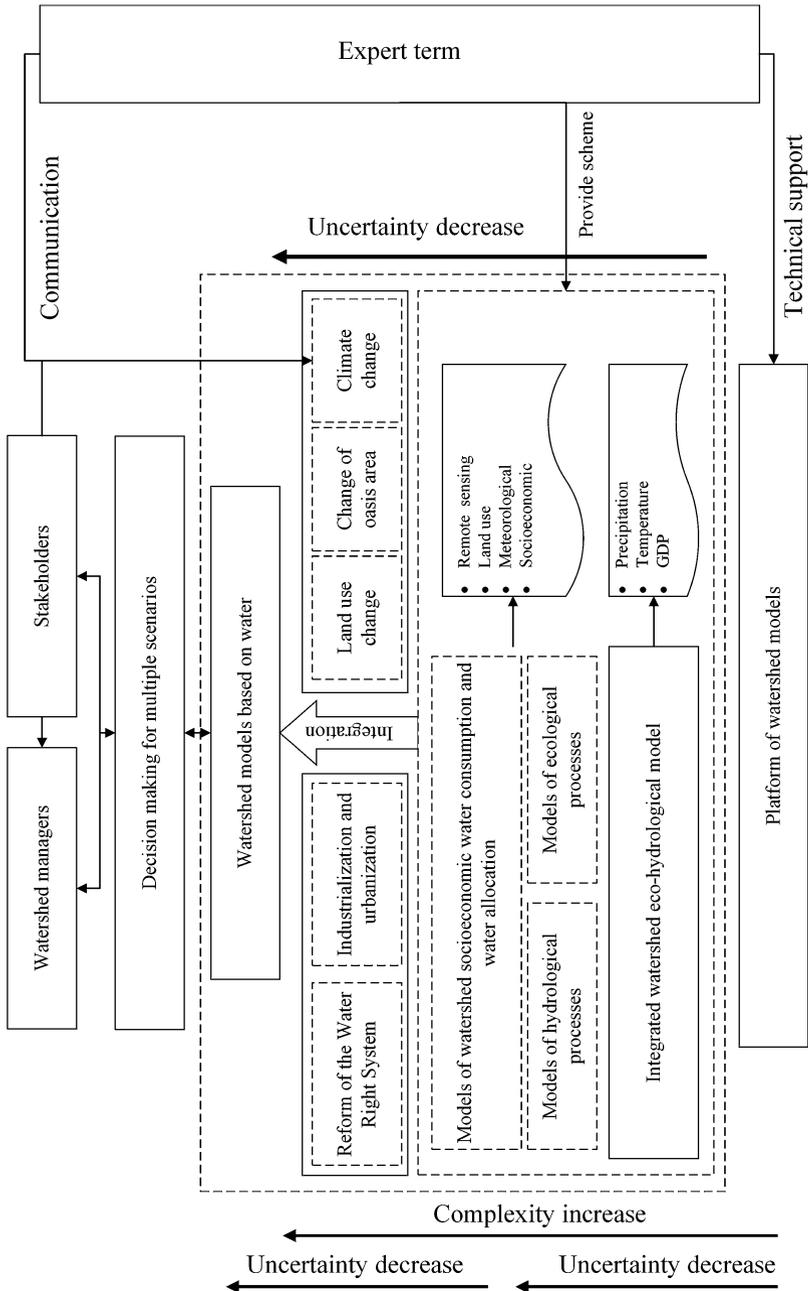 Expert term
Communication
Provide scheme
Technical support
Uncertainty decrease
Stakeholders
Watershed managers
Decision making for multiple scenarios
Watershed models based on water
Climate
change
Change of
oasis area
Land use
change
Integration
Industrialization and
urbanization
Reform of the Water
Right System
• Remote sensing
• Land use
• Meteorological
• Socioeconomic
• Precipitation
• Temperature
• GDP
Models of watershed socioeconomic water consumption and
water allocation
Models of ecological
processes
Models of hydrological
processes
Integrated watershed eco-hydrological model
Platform of watershed models
Complexity increase
Uncertainty decrease
Uncertainty decrease